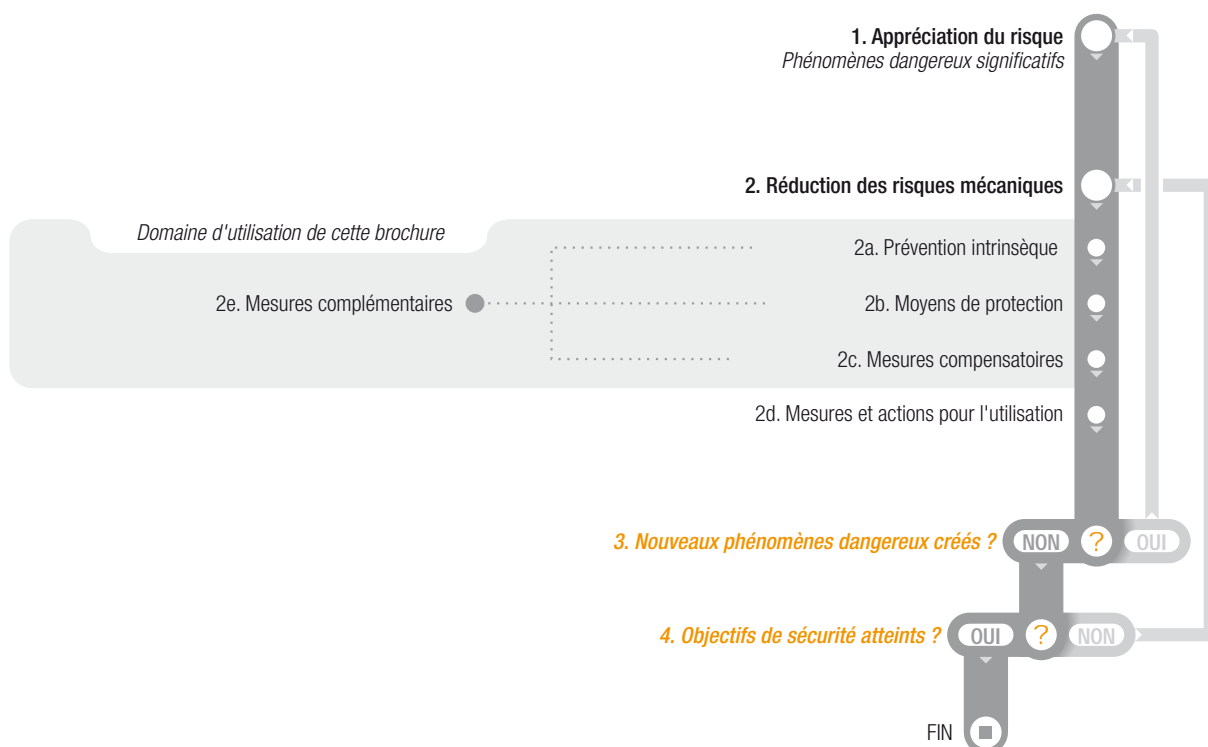 1. Appréciation du risque
Phénomènes dangereux significatifs
2. Réduction des risques mécaniques
Domaine d'utilisation de cette brochure
2a. Prévention intrinsèque
2e. Mesures complémentaires
2b. Moyens de protection
2c. Mesures compensatoires
2d. Mesures et actions pour l'utilisation
3. Nouveaux phénomènes dangereux créés ? NON ? OUI
4. Objectifs de sécurité atteints ? OUI ? NON
FIN